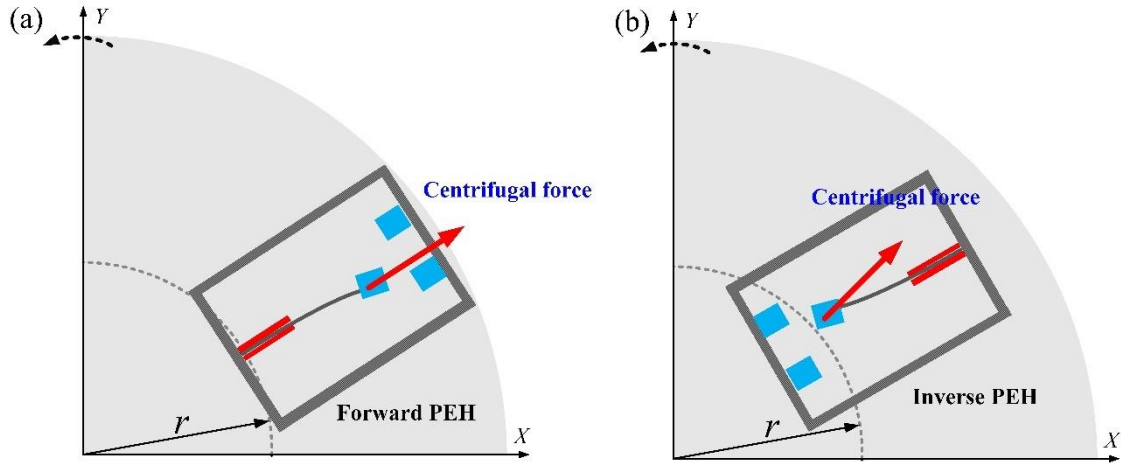 (a)
Y
Centrifugal force
Forward PEH
r
X
(b)
Y
Centrifugal force
Inverse PEH
r
X